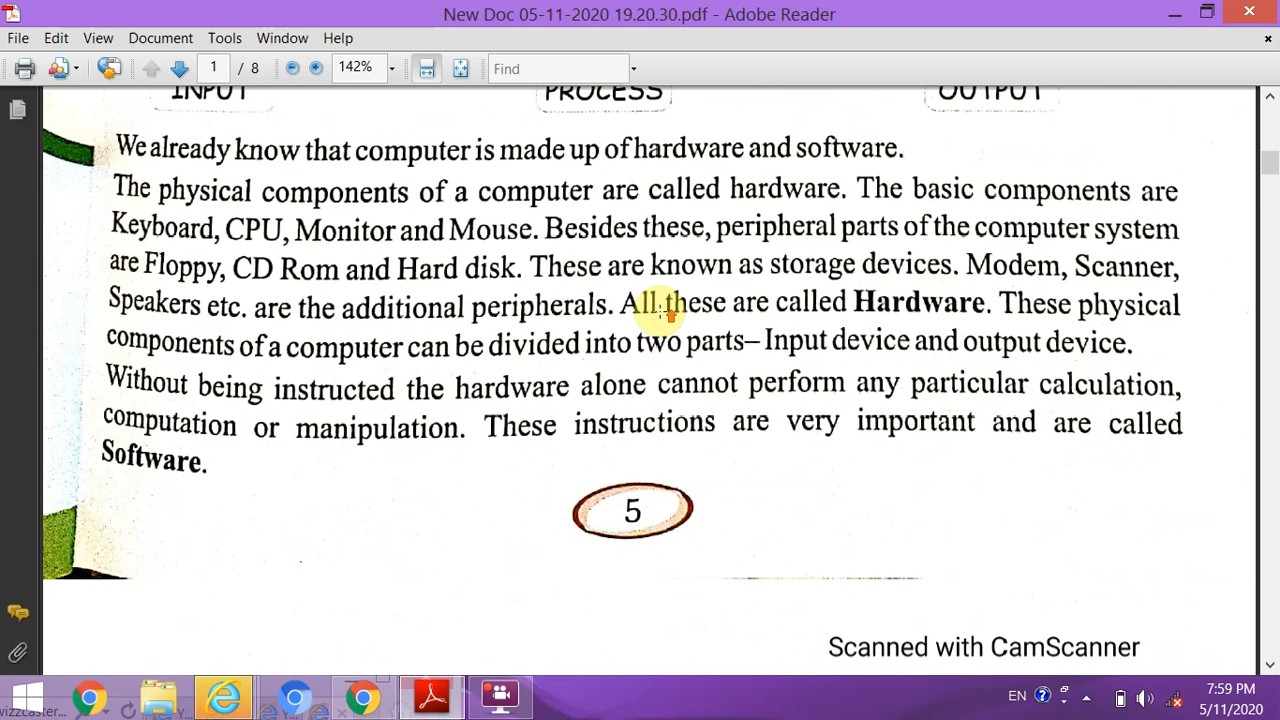 New Doc 05-11-2020 19.20.30.pdf - Adobe Reader
File Edit View Document Tools Window Help
1 / 8 142% Find
INPUT PROCESS OUTPUT
We already know that computer is made up of hardware and software.
The physical components of a computer are called hardware. The basic components are
Keyboard, CPU, Monitor and Mouse. Besides these, peripheral parts of the computer system
are Floppy, CD Rom and Hard disk. These are known as storage devices. Modem, Scanner,
Speakers etc. are the additional peripherals. All these are called Hardware. These physical
components of a computer can be divided into two parts– Input device and output device.
Without being instructed the hardware alone cannot perform any particular calculation,
computation or manipulation. These instructions are very important and are called
Software.
5
Scanned with CamScanner
EN 7:59 PM
5/11/2020